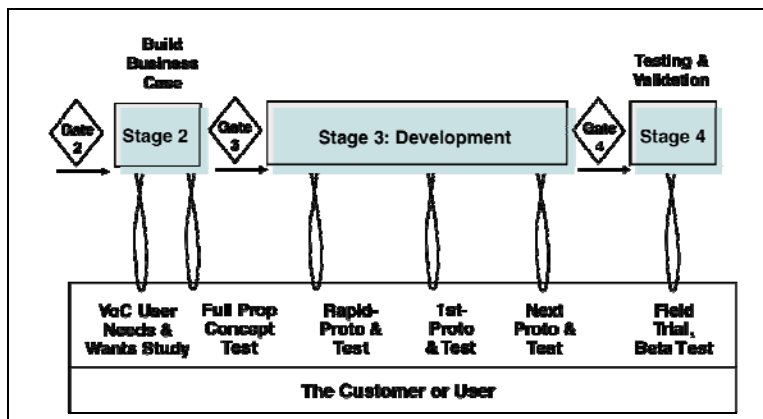 Build
Business
Case
Testing &
Validation
Gate
2
Stage 2
Gate
3
Stage 3: Development
Gate
4
Stage 4
VoC User
Needs &
Wants Study
Full Prop
Concept
Test
Rapid-
Proto &
Test
1st-
Proto
& Test
Next
Proto &
Test
Field
Trial,
Beta Test
The Customer or User